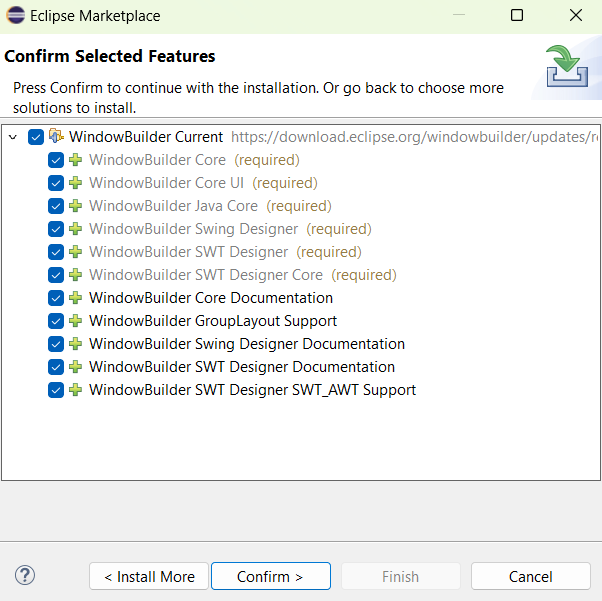 Eclipse Marketplace
Confirm Selected Features
Press Confirm to continue with the installation. Or go back to choose more
solutions to install.
WindowBuilder Current https://download.eclipse.org/windowbuilder/updates/re
WindowBuilder Core (required)
WindowBuilder Core UI (required)
WindowBuilder Java Core (required)
WindowBuilder Swing Designer (required)
WindowBuilder SWT Designer (required)
WindowBuilder SWT Designer Core (required)
WindowBuilder Core Documentation
WindowBuilder GroupLayout Support
WindowBuilder Swing Designer Documentation
WindowBuilder SWT Designer Documentation
WindowBuilder SWT Designer SWT_AWT Support
? < Install More Confirm > Finish Cancel